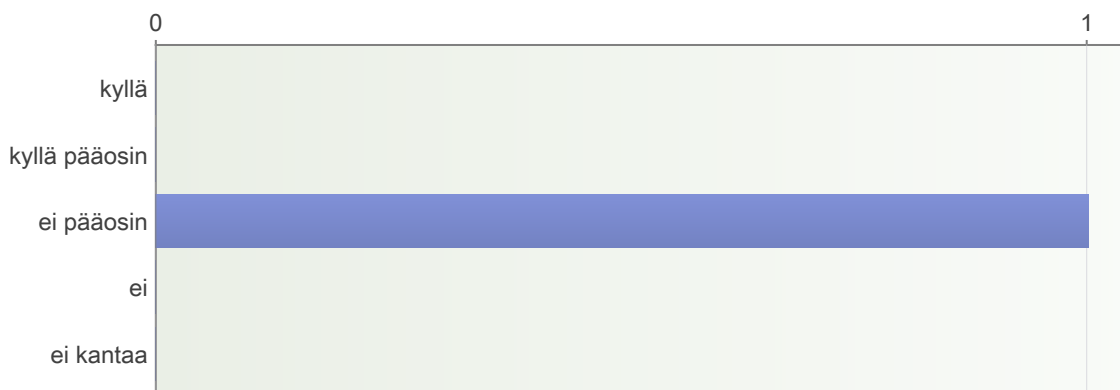 0 1
kyllä
kyllä pääosin
ei pääosin
ei
ei kantaa